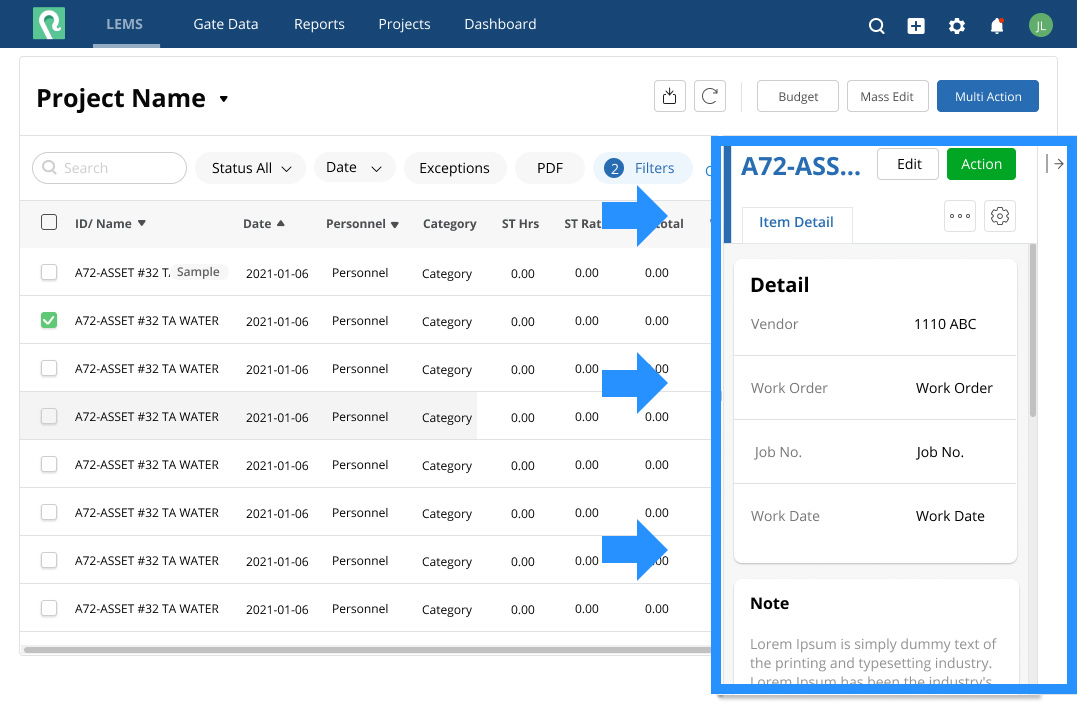 LEMS Gate Data Reports Projects Dashboard JL
Project Name Budget Mass Edit Multi Action
Search Status All Date Exceptions PDF 2 Filters
ID/ Name Date Personnel Category ST Hrs ST Rat otal
A72-ASSET #32 TA Sample 2021-01-06 Personnel Category 0.00 0.00 0.00
A72-ASSET #32 TA WATER 2021-01-06 Personnel Category 0.00 0.00 0.00
A72-ASSET #32 TA WATER 2021-01-06 Personnel Category 0.00 0.00 00
A72-ASSET #32 TA WATER 2021-01-06 Personnel Category 0.00 0.00 0.00
A72-ASSET #32 TA WATER 2021-01-06 Personnel Category 0.00 0.00 0.00
A72-ASSET #32 TA WATER 2021-01-06 Personnel Category 0.00 0.00 0.00
A72-ASSET #32 TA WATER 2021-01-06 Personnel Category 0.00 0.00 00
A72-ASSET #32 TA WATER 2021-01-06 Personnel Category 0.00 0.00 0.00
A72-ASS... Edit Action
Item Detail
Detail
Vendor 1110 ABC
Work Order Work Order
Job No. Job No.
Work Date Work Date
Note
Lorem Ipsum is simply dummy text of
the printing and typesetting industry.
Lorem Ipsum has been the industry's